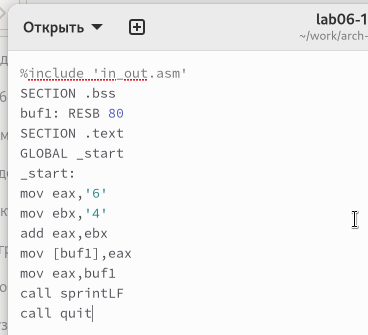 Открыть
lab06-1
~/work/arch-
%include 'in_out.asm'
SECTION .bss
buf1: RESB 80
SECTION .text
GLOBAL _start
_start:
mov eax,'6'
mov ebx,'4'
add eax,ebx
mov [buf1],eax
mov eax,buf1
call sprintLF
call quit